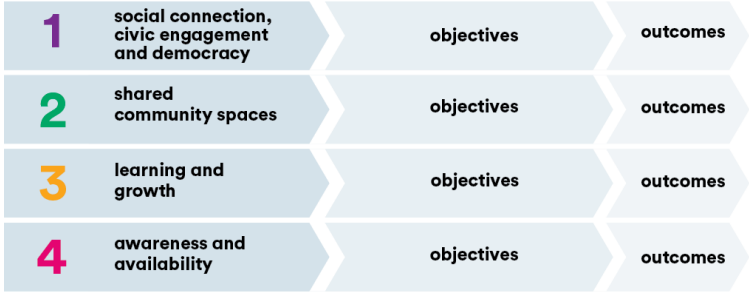 1
social connection,
civic engagement
and democracy
objectives
outcomes
2
shared
community spaces
objectives
outcomes
3
learning and
growth
objectives
outcomes
4
awareness and
availability
objectives
outcomes